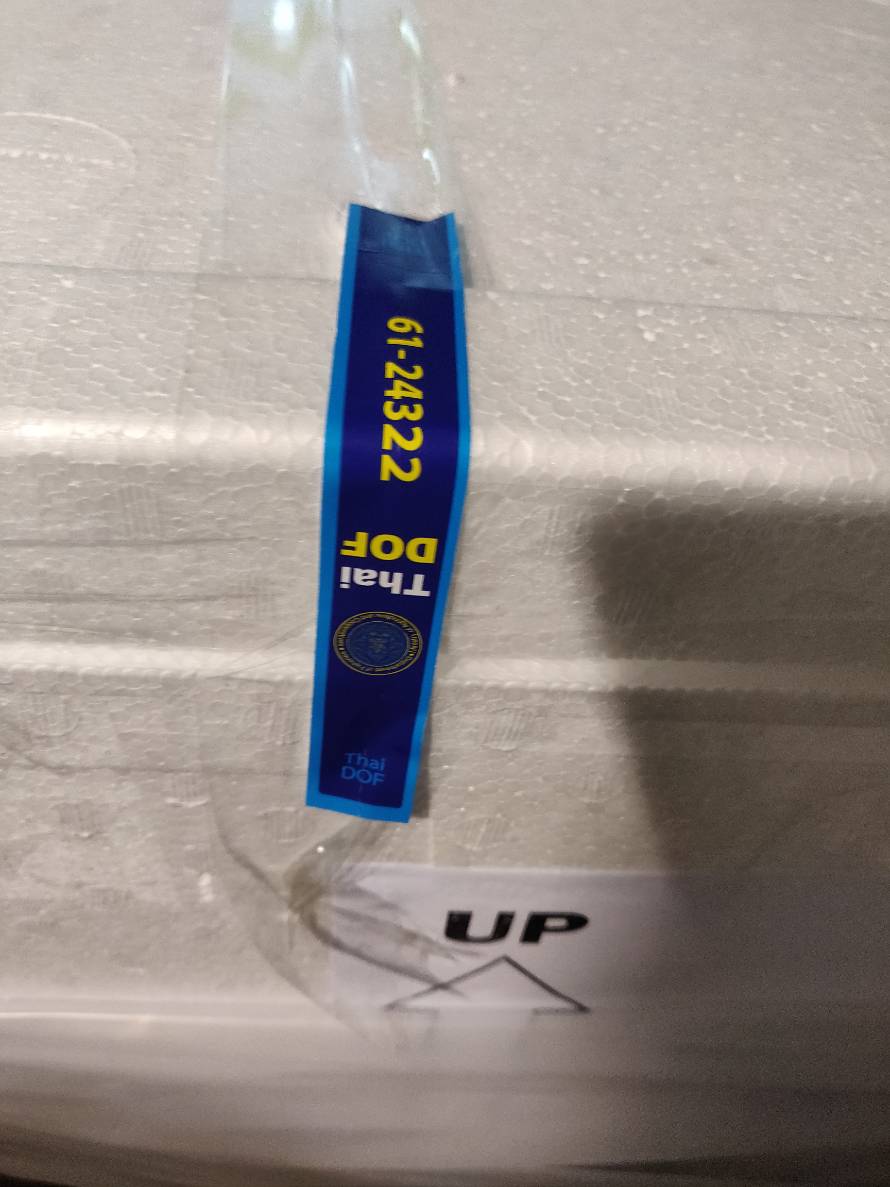 61-24322
Thai
DOF
Thai
DOF
UP